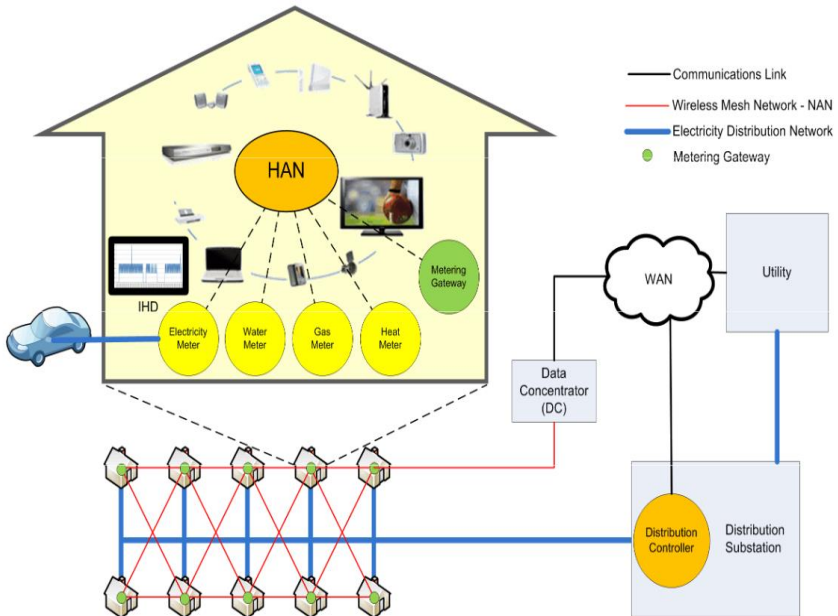 HAN
IHD
Metering
Gateway
Electricity
Meter
Water
Meter
Gas
Meter
Heat
Meter
Communications Link
Wireless Mesh Network - NAN
Electricity Distribution Network
Metering Gateway
WAN
Utility
Data
Concentrator
(DC)
Distribution
Controller
Distribution
Substation